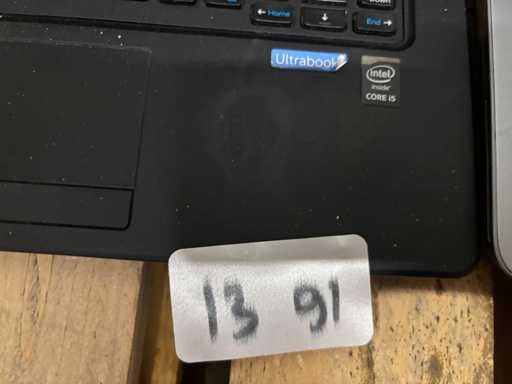 Home
↓
End →
Ultrabook
intel
inside
CORE i5
13 91